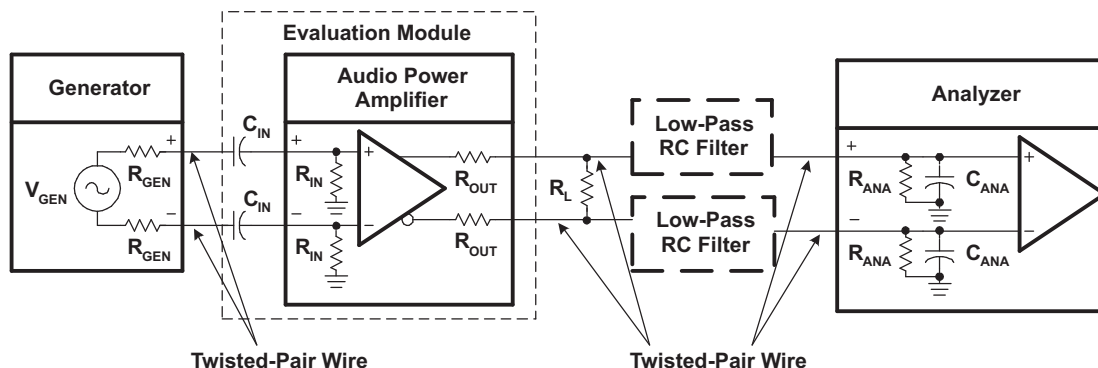 Evaluation Module
Generator
Audio Power
Amplifier
Analyzer
Low-Pass
RC Filter
Low-Pass
RC Filter
V_GEN
+
R_GEN
−
R_GEN
C_IN
C_IN
+
R_IN
−
R_IN
+
−
R_OUT
R_OUT
R_L
+
R_ANA
C_ANA
−
R_ANA
C_ANA
+
−
Twisted-Pair Wire
Twisted-Pair Wire